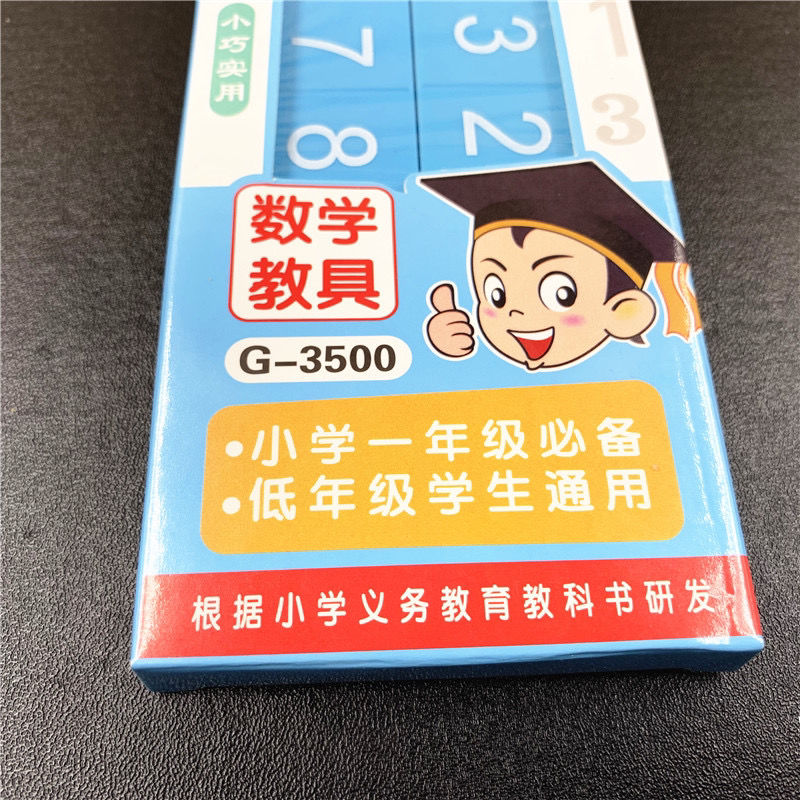 小巧实用
7 3
8 2
1
3
数学
教具
G-3500
•小学一年级必备
•低年级学生通用
根据小学义务教育教科书研发